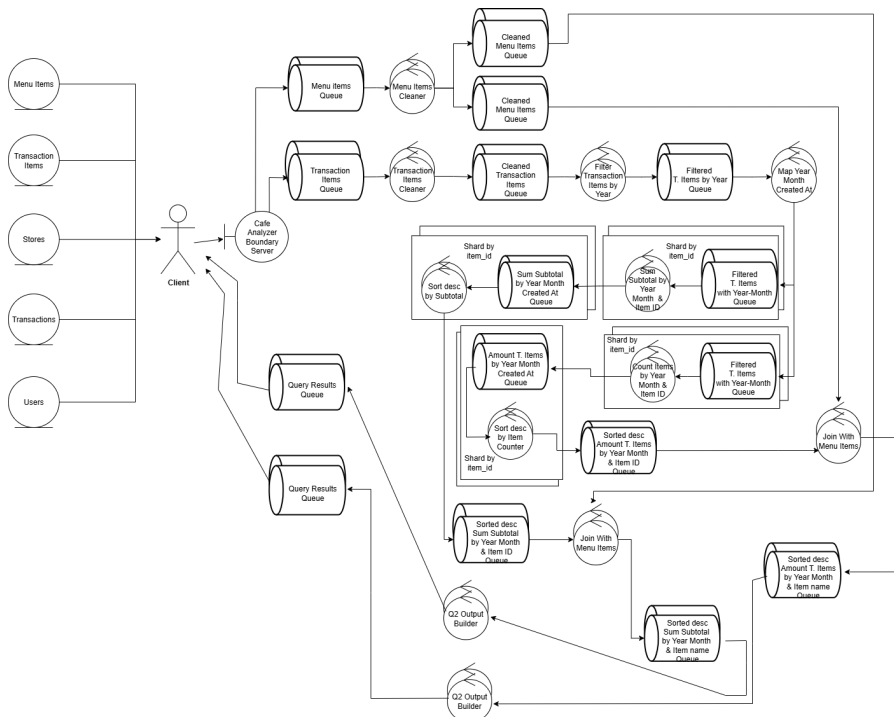 Menu Items
Transaction
Items
Stores
Transactions
Users
Client
Cafe
Analyzer
Boundary
Server
Menu items
Queue
Menu Items
Cleaner
Cleaned
Menu Items
Queue
Cleaned
Menu Items
Queue
Transaction
Items
Queue
Transaction
Items
Cleaner
Cleaned
Transaction
Items
Queue
Filter
Transaction
Items by
Year
Filtered
T. Items by Year
Queue
Map Year
Month
Created At
Shard by
item_id
Sort desc
by Subtotal
Sum Subtotal
by Year Month
Created At
Queue
Shard by
item_id
Sum
Subtotal by
Year
Month &
Item ID
Filtered
T. Items
with Year-Month
Queue
Amount T. Items
by Year Month
Created At
Queue
Sort desc
by Item
Counter
Shard by
item_id
Shard by
item_id
Count Items
by Year
Month &
Item ID
Filtered
T. Items
with Year-Month
Queue
Sorted desc
Amount T. Items
by Year Month
& Item ID
Queue
Join With
Menu Items
Query Results
Queue
Query Results
Queue
Sorted desc
Sum Subtotal
by Year Month
& Item ID
Queue
Join With
Menu Items
Sorted desc
Amount T. Items
by Year Month
& Item name
Queue
Q2 Output
Builder
Sorted desc
Sum Subtotal
by Year Month
& Item name
Queue
Q2 Output
Builder